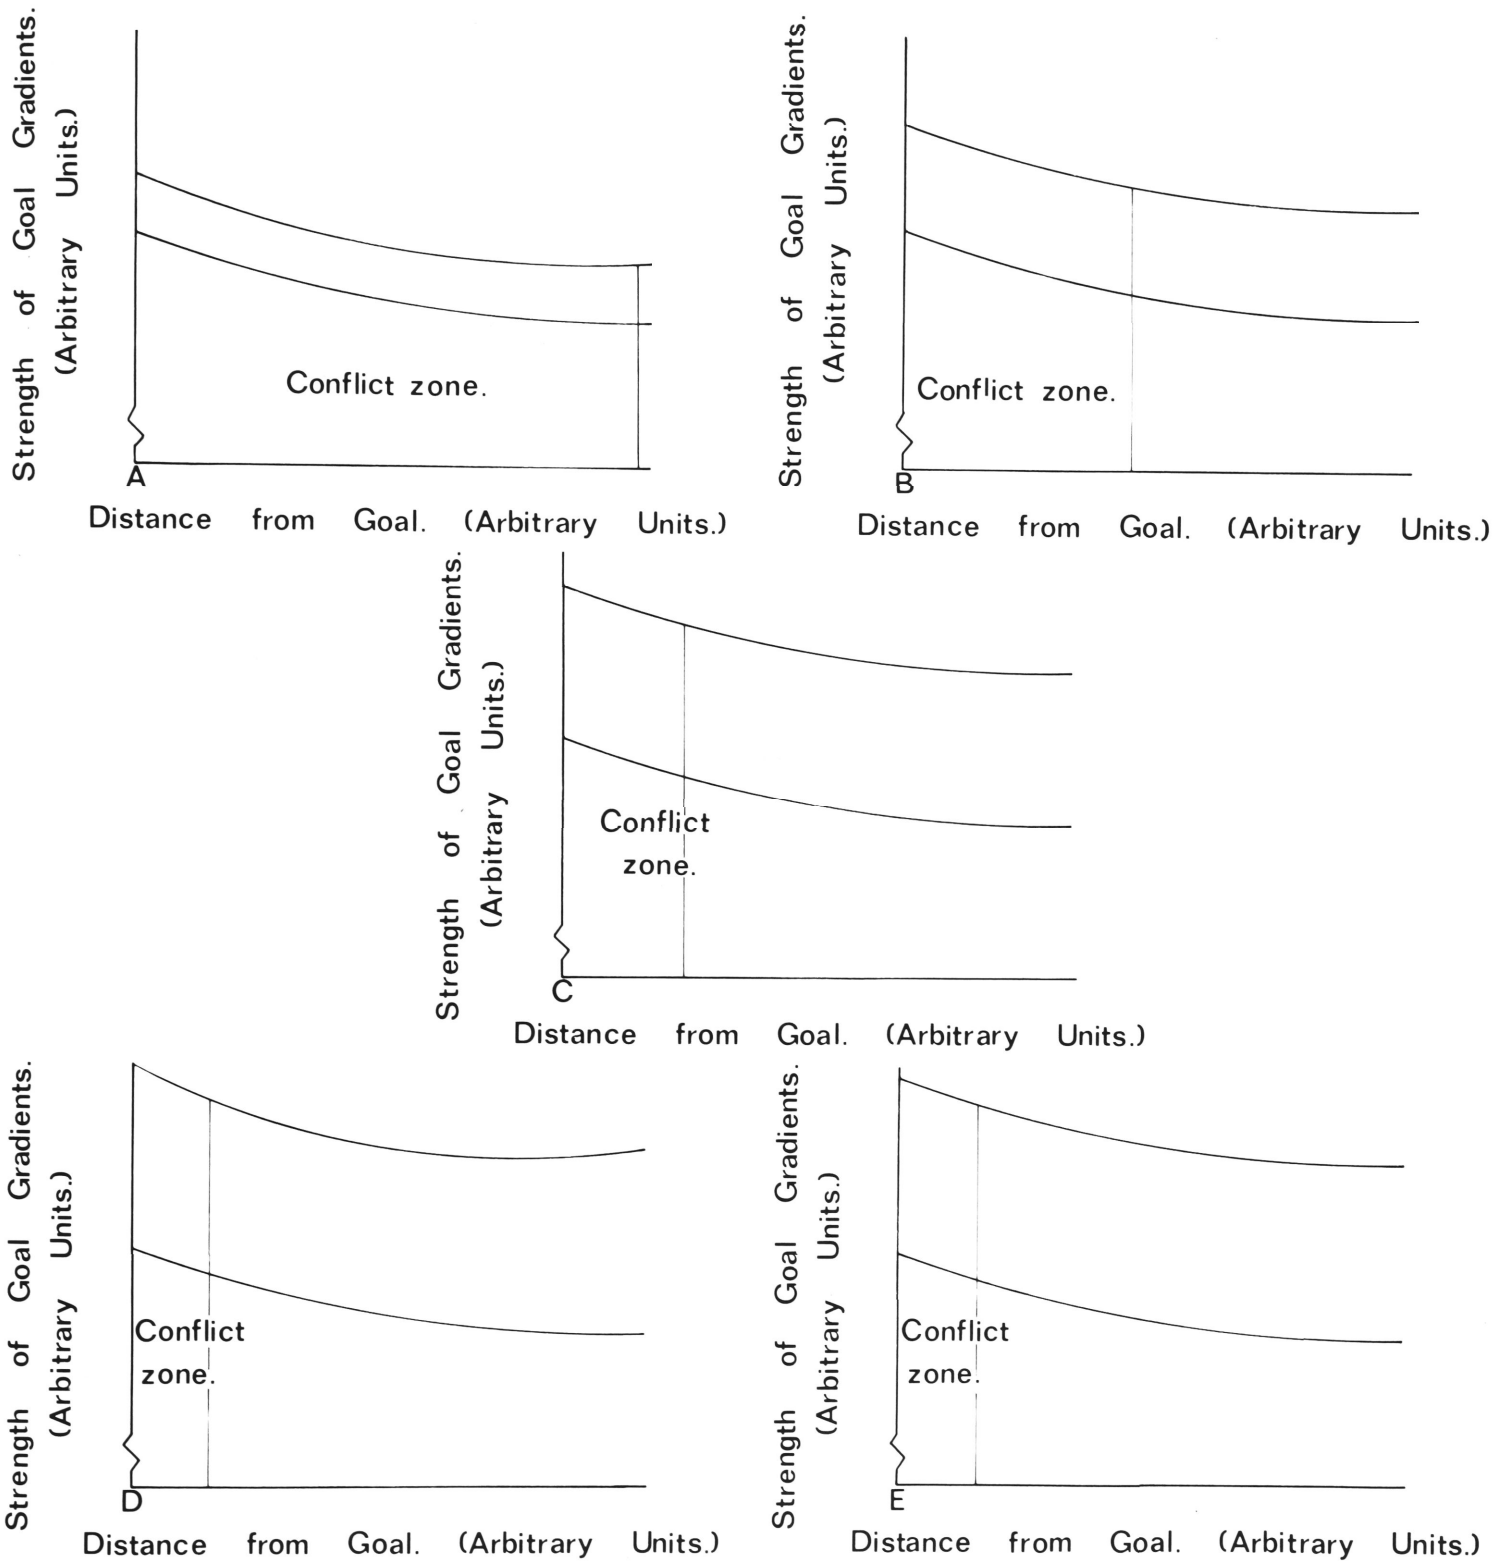 Strength of Goal Gradients.
(Arbitrary Units.)
Conflict zone.
A
Distance from Goal. (Arbitrary Units.)
Strength of Goal Gradients.
(Arbitrary Units.)
Conflict zone.
B
Distance from Goal. (Arbitrary Units.)
Strength of Goal Gradients.
(Arbitrary Units.)
Conflict
zone.
C
Distance from Goal. (Arbitrary Units.)
Strength of Goal Gradients.
(Arbitrary Units.)
Conflict
zone.
D
Distance from Goal. (Arbitrary Units.)
Strength of Goal Gradients.
(Arbitrary Units.)
Conflict
zone.
E
Distance from Goal. (Arbitrary Units.)